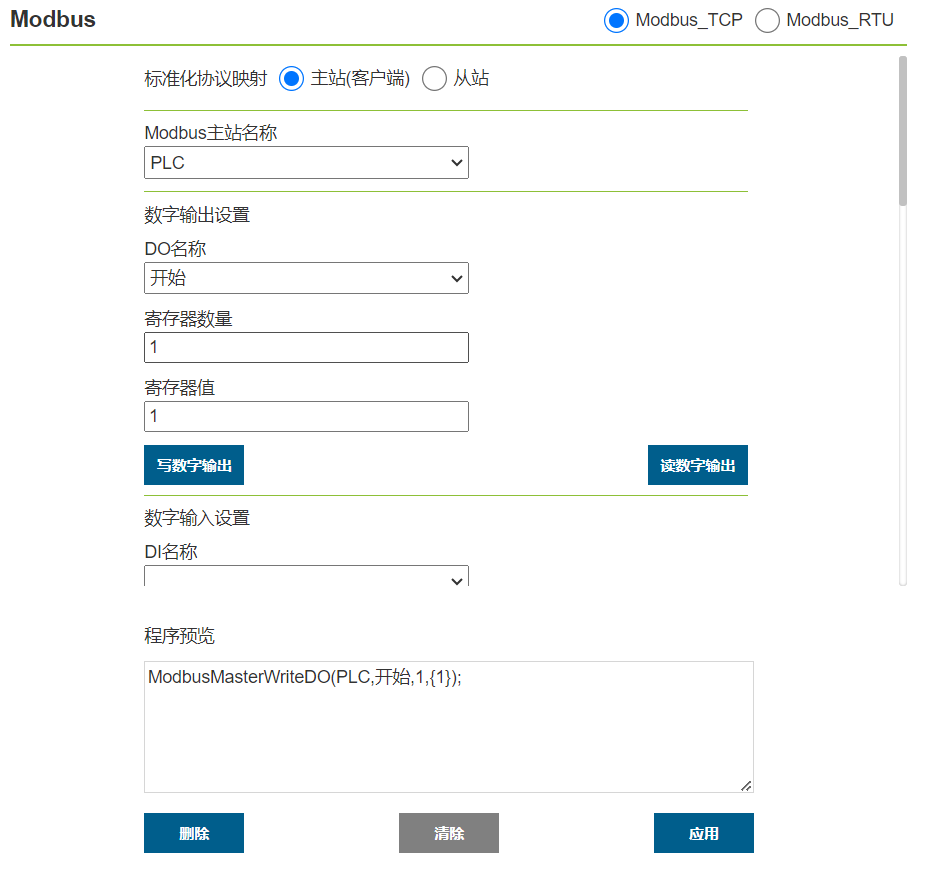 Modbus
Modbus_TCP Modbus_RTU
标准化协议映射 主站(客户端) 从站
Modbus主站名称
PLC
数字输出设置
DO名称
开始
寄存器数量
1
寄存器值
1
写数字输出 读数字输出
数字输入设置
DI名称
程序预览
ModbusMasterWriteDO(PLC,开始,1,{1});
删除 清除 应用